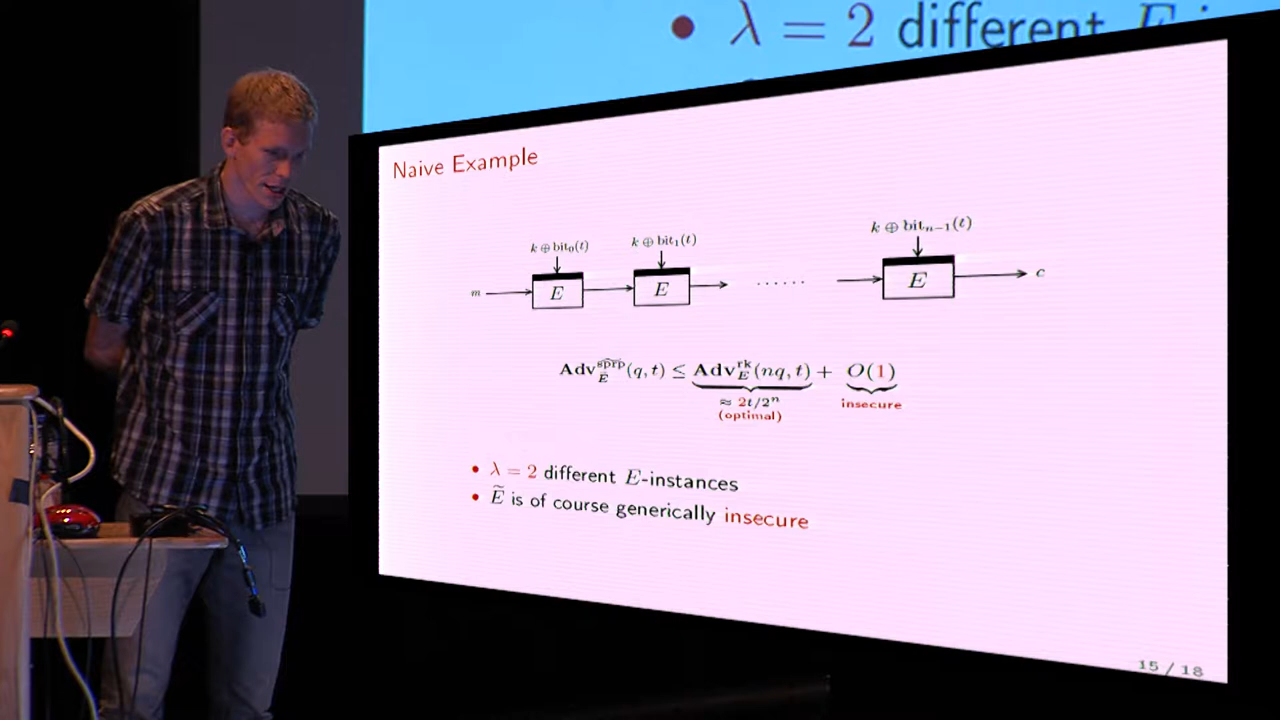 • λ = 2 different E-i
Naive Example
k ⊕ bit₀(t) k ⊕ bit₁(t) k ⊕ bitₙ₋₁(t)
m E E ······ E c
Adv_Ẽ^s͂prp(q, t) ≤ Adv_E^rk(nq, t) + O(1)
≈ 2t/2ⁿ insecure
(optimal)
• λ = 2 different E-instances
• Ẽ is of course generically insecure
15 / 18